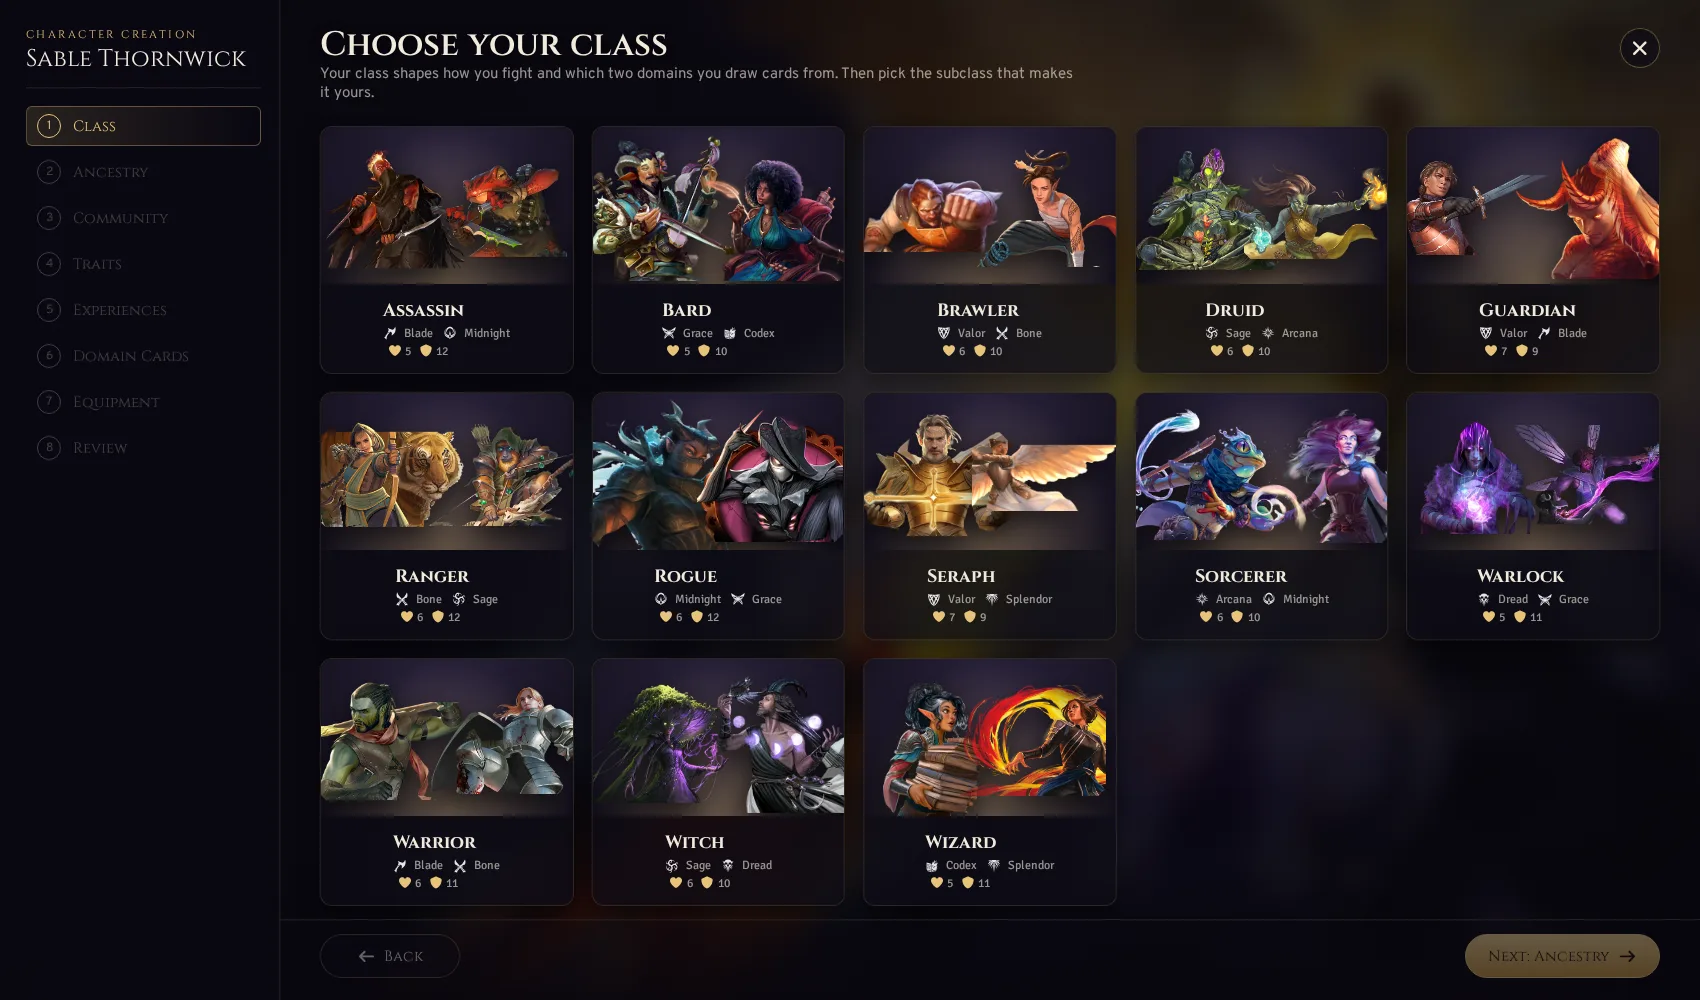 CHARACTER CREATION
SABLE THORNWICK
1 CLASS
2 ANCESTRY
3 COMMUNITY
4 TRAITS
5 EXPERIENCES
6 DOMAIN CARDS
7 EQUIPMENT
8 REVIEW
CHOOSE YOUR CLASS
Your class shapes how you fight and which two domains you draw cards from. Then pick the subclass that makes
it yours.
ASSASSIN
Blade Midnight
5 12
BARD
Grace Codex
5 10
BRAWLER
Valor Bone
6 10
DRUID
Sage Arcana
6 10
GUARDIAN
Valor Blade
7 9
RANGER
Bone Sage
6 12
ROGUE
Midnight Grace
6 12
SERAPH
Valor Splendor
7 9
SORCERER
Arcana Midnight
6 10
WARLOCK
Dread Grace
5 11
WARRIOR
Blade Bone
6 11
WITCH
Sage Dread
6 10
WIZARD
Codex Splendor
5 11
← BACK
NEXT: ANCESTRY →